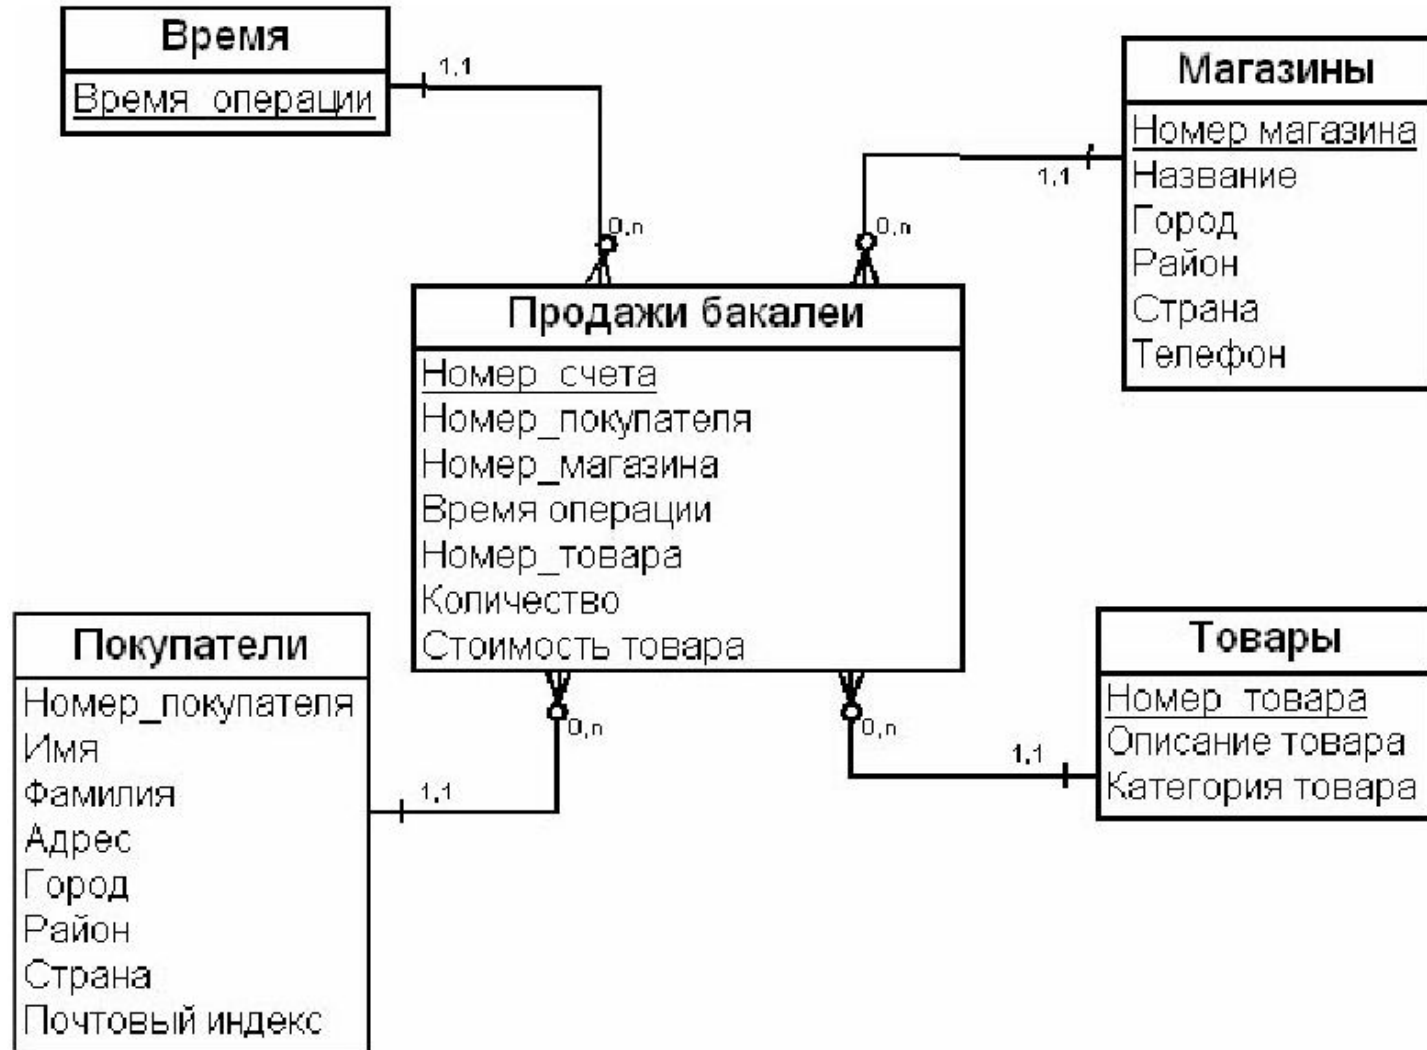 Время
Время_операции
1,1
0,n
Магазины
Номер магазина
Название
Город
Район
Страна
Телефон
1,1
0,n
Продажи бакалеи
Номер_счета
Номер_покупателя
Номер_магазина
Время операции
Номер_товара
Количество
Стоимость товара
Покупатели
Номер_покупателя
Имя
Фамилия
Адрес
Город
Район
Страна
Почтовый индекс
1,1
0,n
Товары
Номер_товара
Описание товара
Категория товара
1,1
0,n